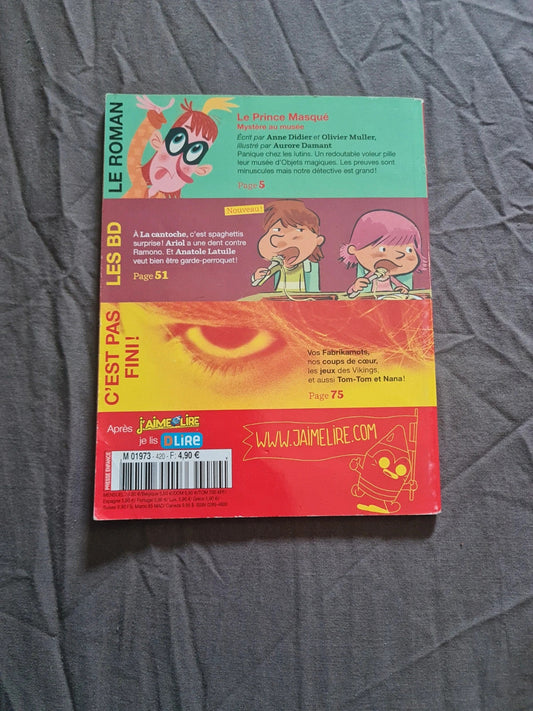 LE ROMAN
Le Prince Masqué
Mystère au musée
Écrit par Anne Didier et Olivier Muller,
illustré par Aurore Damant
Panique chez les lutins. Un redoutable voleur pille
leur musée d'Objets magiques. Les preuves sont
minuscules mais notre détective est grand !
Page 5
LES BD
Nouveau !
À La cantoche, c'est spaghettis
surprise ! Ariol a une dent contre
Ramono. Et Anatole Latuile
veut bien être garde-perroquet !
Page 51
C'EST PAS
FINI !
Vos Fabrikamots,
nos coups de cœur,
les jeux des Vikings,
et aussi Tom-Tom et Nana !
Page 75
Après J'AIME LIRE
je lis DLIRE
WWW.JAIMELIRE.COM
PRESSE ENFANCE
M 01973 - 420 - F: 4,90 €